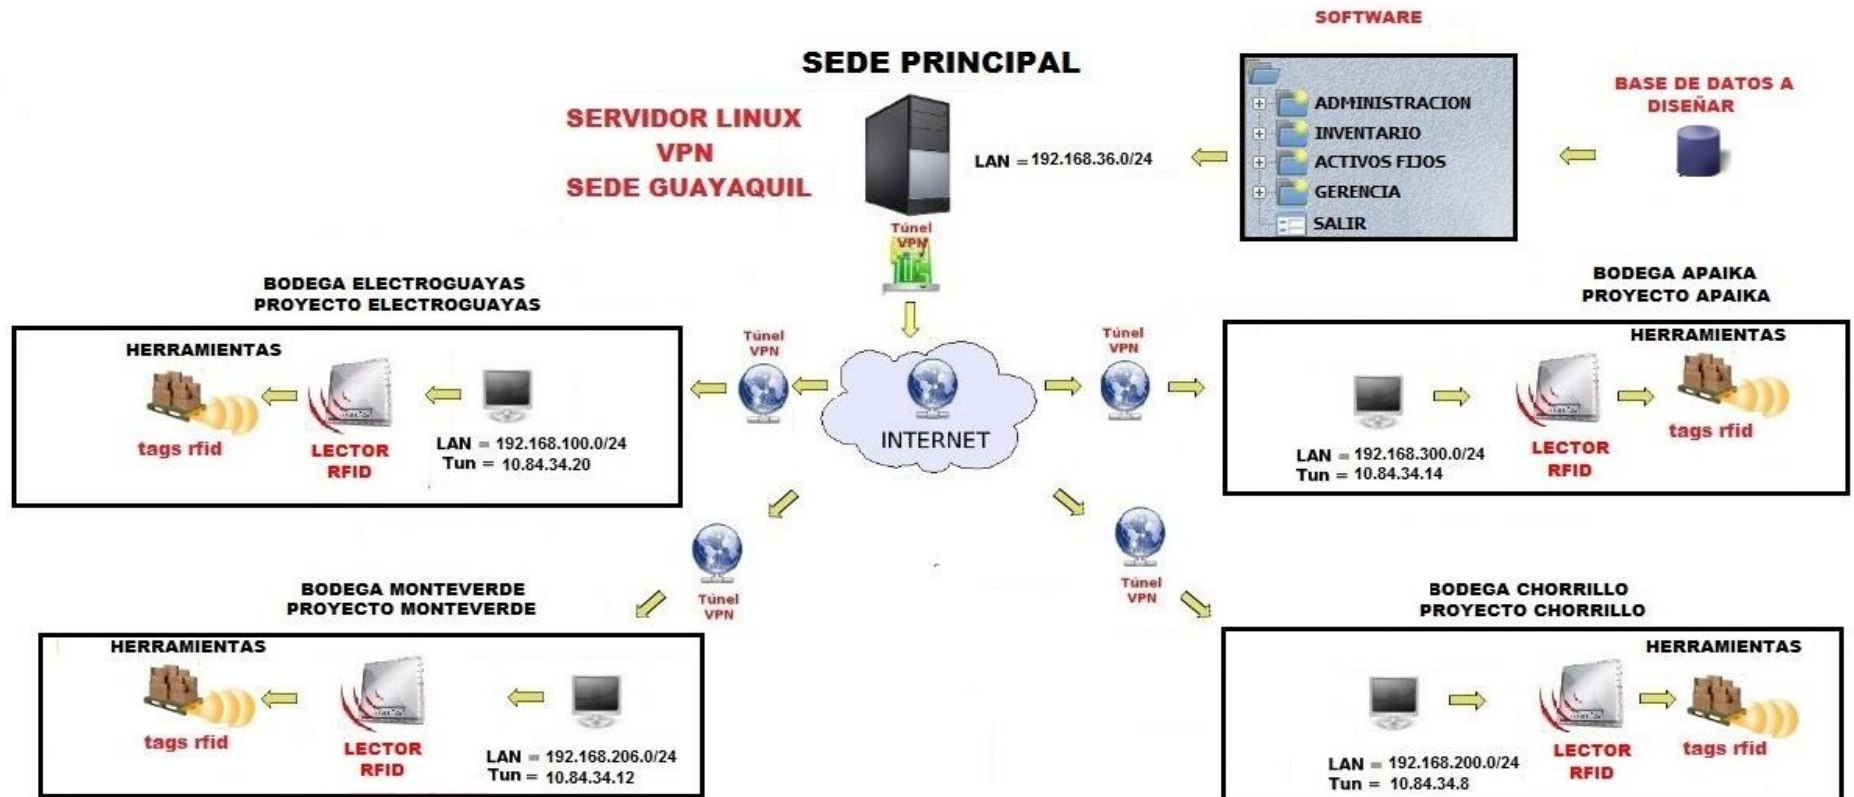 SOFTWARE
SEDE PRINCIPAL
SERVIDOR LINUX
VPN
SEDE GUAYAQUIL
LAN = 192.168.36.0/24
ADMINISTRACION
INVENTARIO
ACTIVOS FIJOS
GERENCIA
SALIR
BASE DE DATOS A
DISEÑAR
Túnel
VPN
BODEGA ELECTROGUAYAS
PROYECTO ELECTROGUAYAS
HERRAMIENTAS
tags rfid
LECTOR
RFID
LAN = 192.168.100.0/24
Tun = 10.84.34.20
Túnel
VPN
INTERNET
Túnel
VPN
BODEGA APAIKA
PROYECTO APAIKA
HERRAMIENTAS
LAN = 192.168.300.0/24
Tun = 10.84.34.14
LECTOR
RFID
tags rfid
BODEGA MONTEVERDE
PROYECTO MONTEVERDE
Túnel
VPN
HERRAMIENTAS
tags rfid
LECTOR
RFID
LAN = 192.168.206.0/24
Tun = 10.84.34.12
Túnel
VPN
BODEGA CHORRILLO
PROYECTO CHORRILLO
HERRAMIENTAS
LAN = 192.168.200.0/24
Tun = 10.84.34.8
LECTOR
RFID
tags rfid